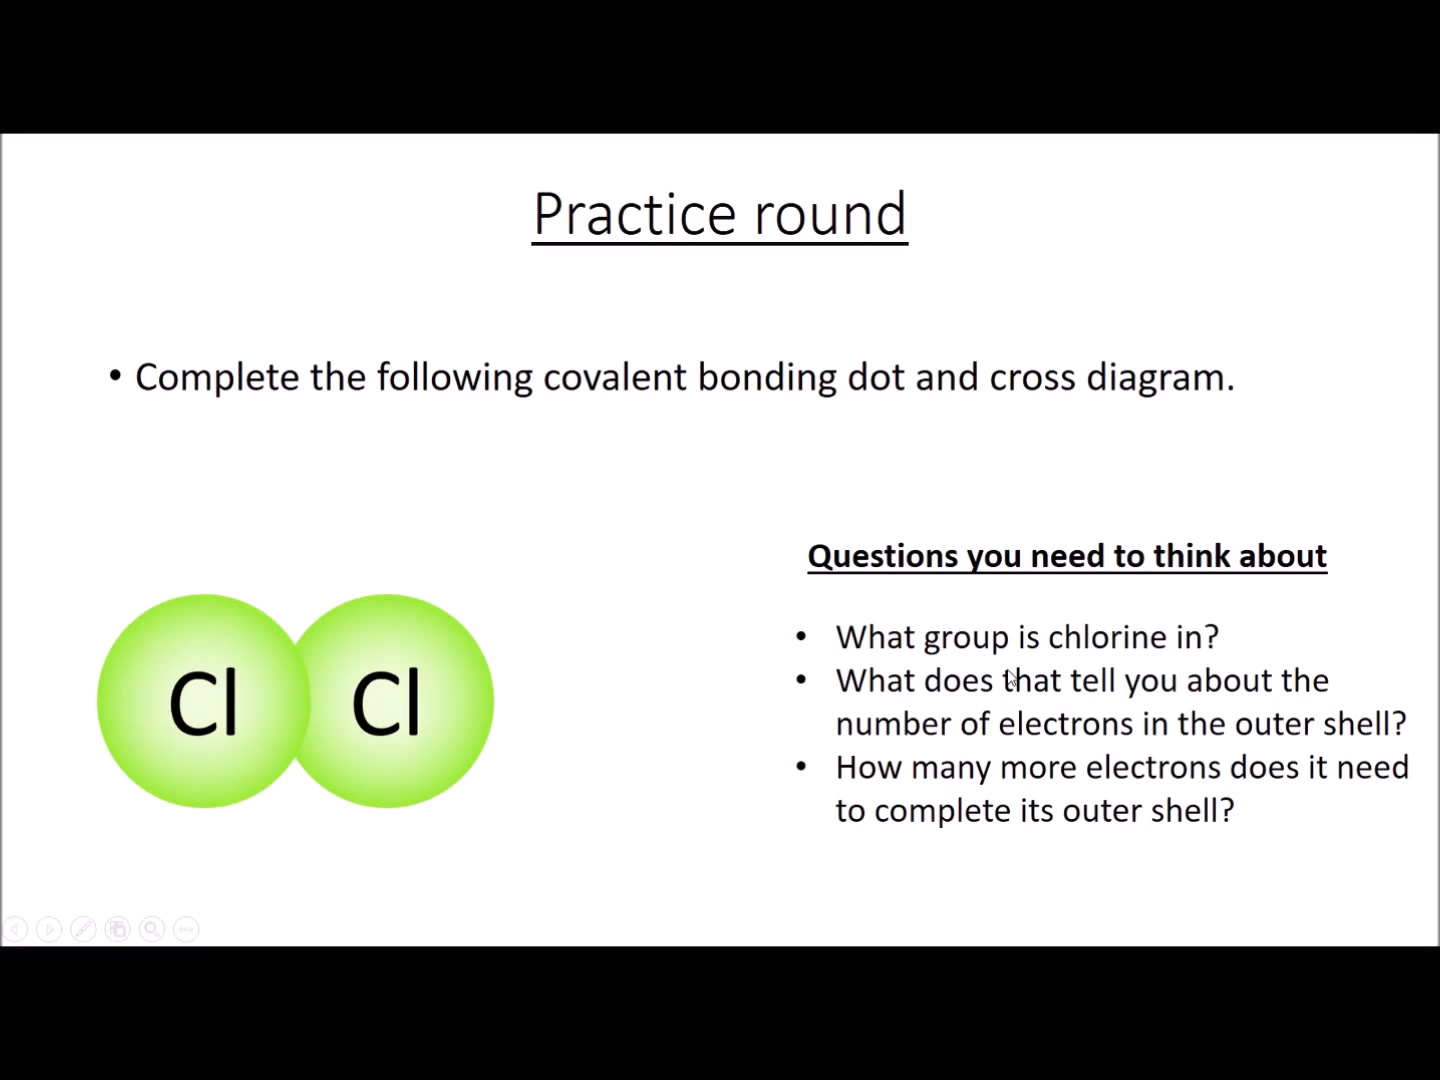 Practice round
• Complete the following covalent bonding dot and cross diagram.
Questions you need to think about
• What group is chlorine in?
• What does that tell you about the
number of electrons in the outer shell?
• How many more electrons does it need
to complete its outer shell?
Cl Cl